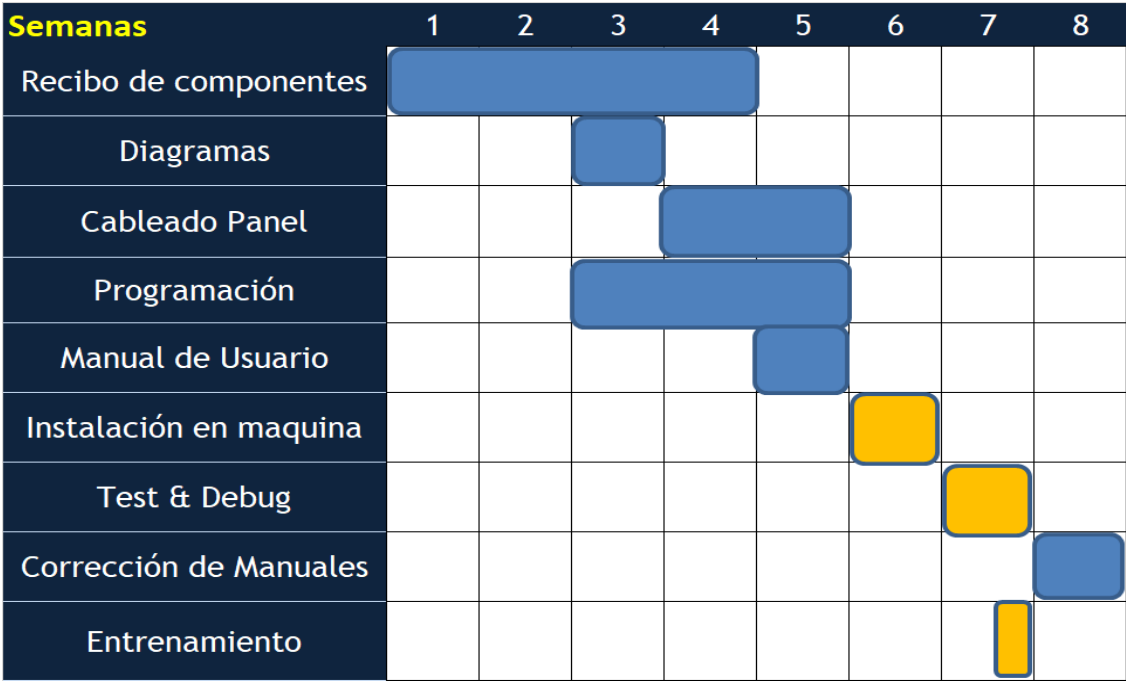 Semanas 1 2 3 4 5 6 7 8
Recibo de componentes
Diagramas
Cableado Panel
Programación
Manual de Usuario
Instalación en maquina
Test & Debug
Corrección de Manuales
Entrenamiento